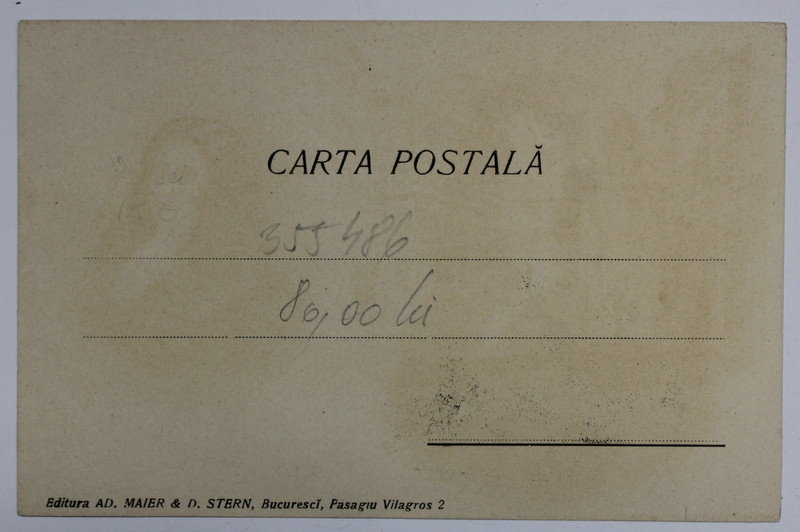 CARTA POSTALĂ
355486
80,00 lei
Editura AD. MAIER & D. STERN, Bucurescĭ, Pasagiu Vilagros 2